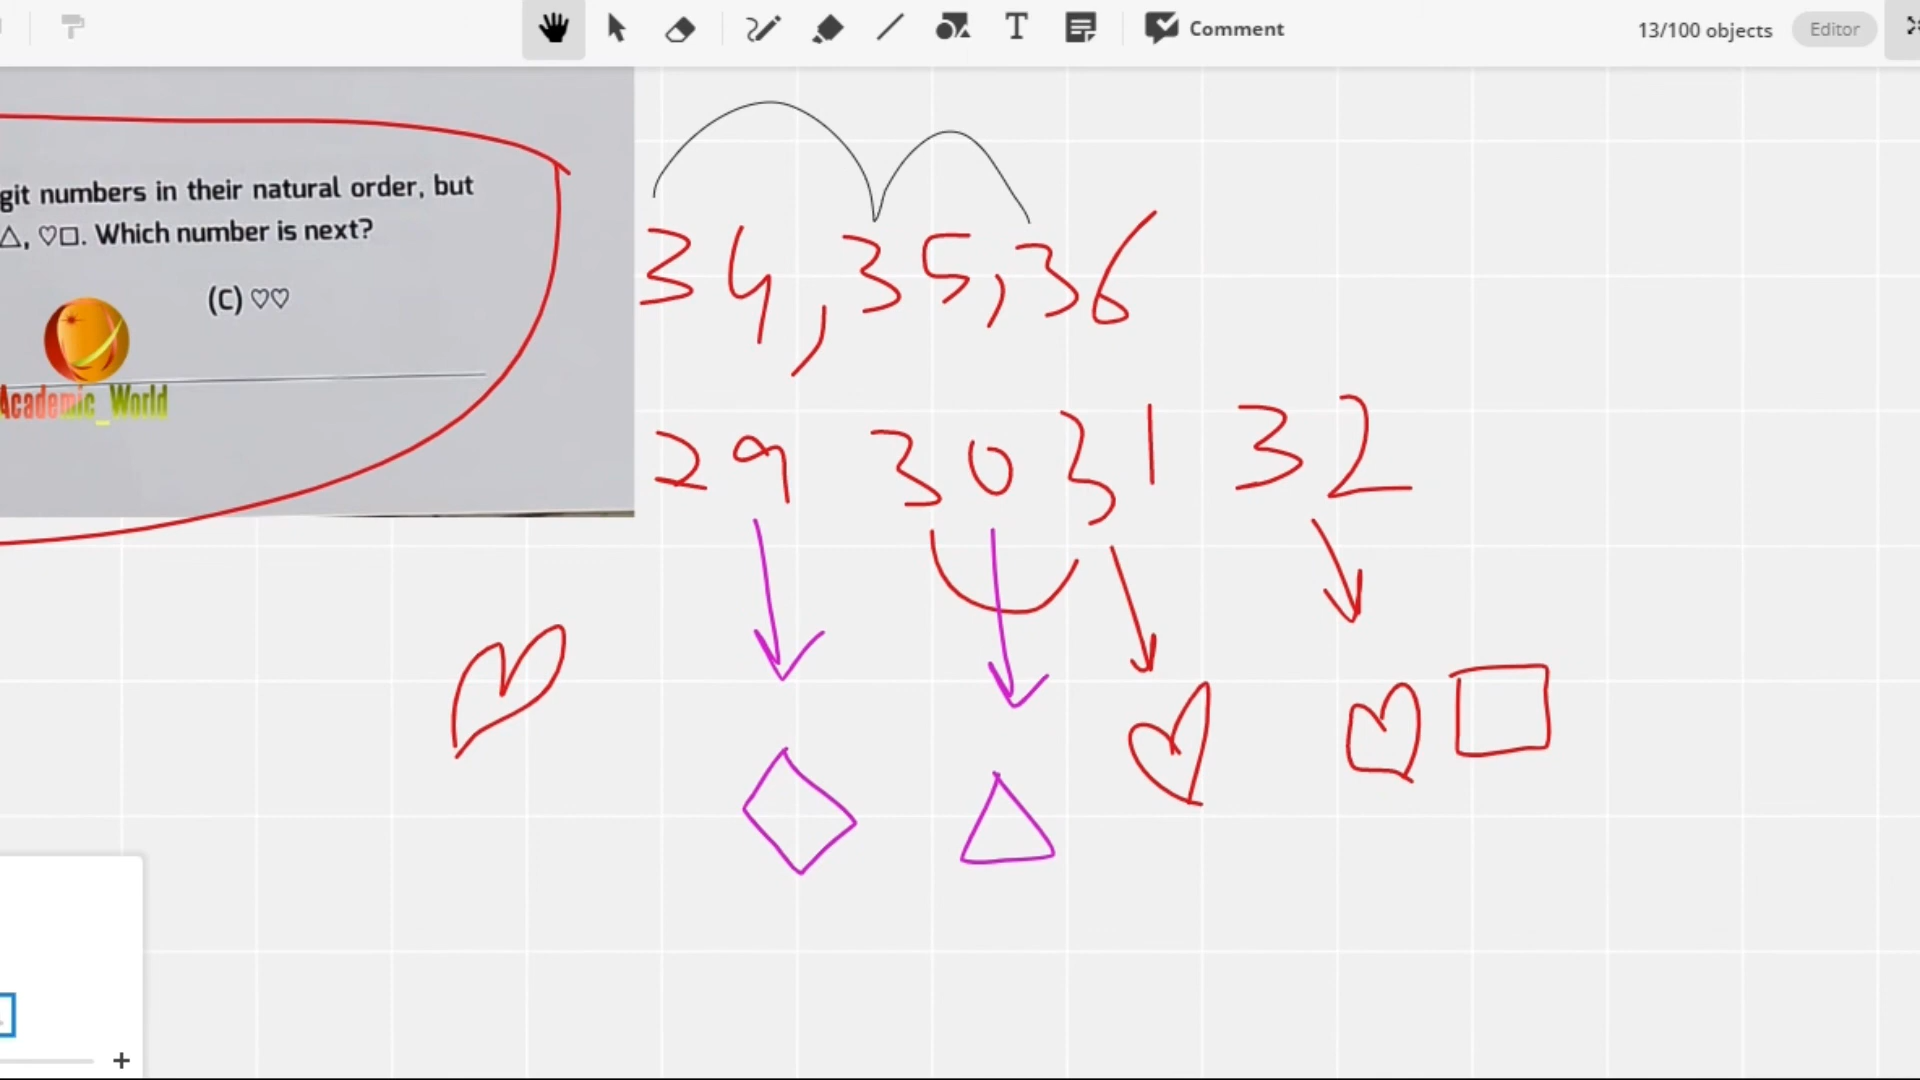 Comment
13/100 objects
Editor
git numbers in their natural order, but
△, ♡□. Which number is next?
(C) ♡♡
Academic_World
34, 35, 36
29 30 31 32